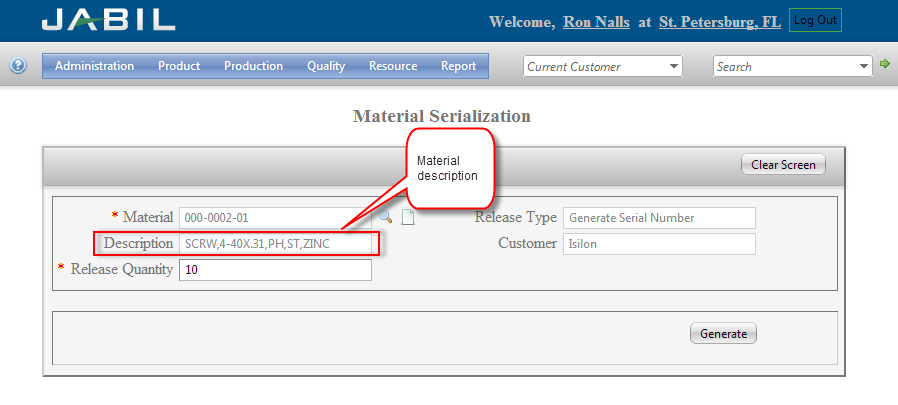 JABIL
Welcome, Ron Nalls at St. Petersburg, FL Log Out
? Administration Product Production Quality Resource Report Current Customer Search
Material Serialization
Material
description
Clear Screen
* Material 000-0002-01 Release Type Generate Serial Number
Description SCRW,4-40X.31,PH,ST,ZINC Customer Isilon
* Release Quantity 10
Generate